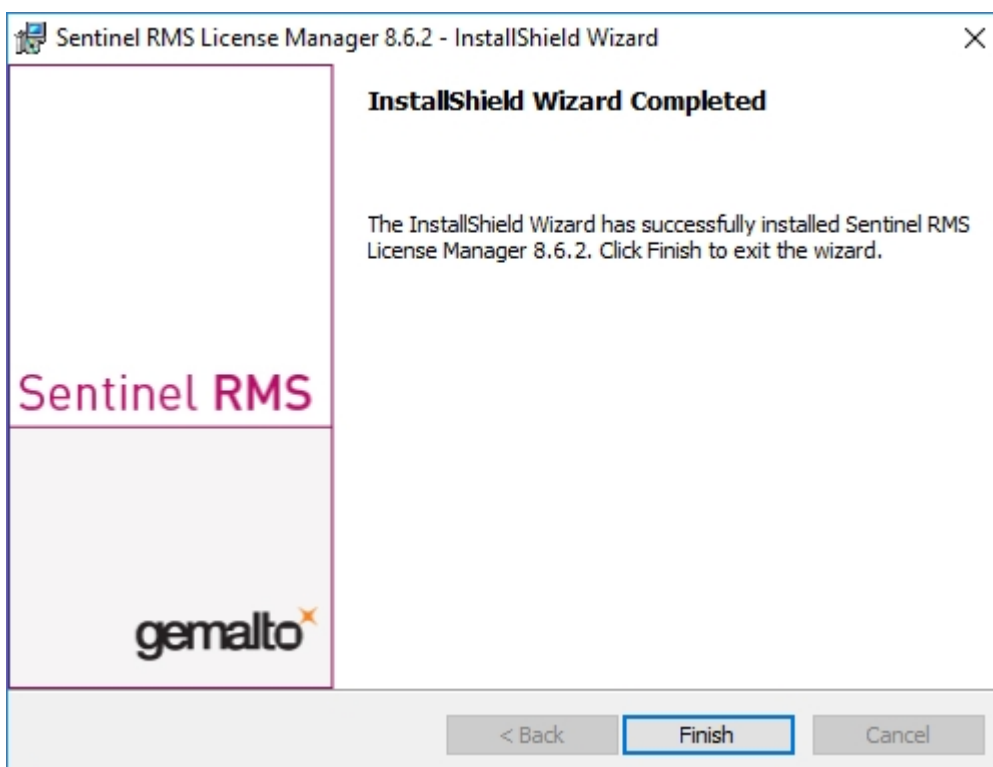 Sentinel RMS License Manager 8.6.2 - InstallShield Wizard
InstallShield Wizard Completed
The InstallShield Wizard has successfully installed Sentinel RMS
License Manager 8.6.2. Click Finish to exit the wizard.
Sentinel RMS
gemalto
< Back
Finish
Cancel